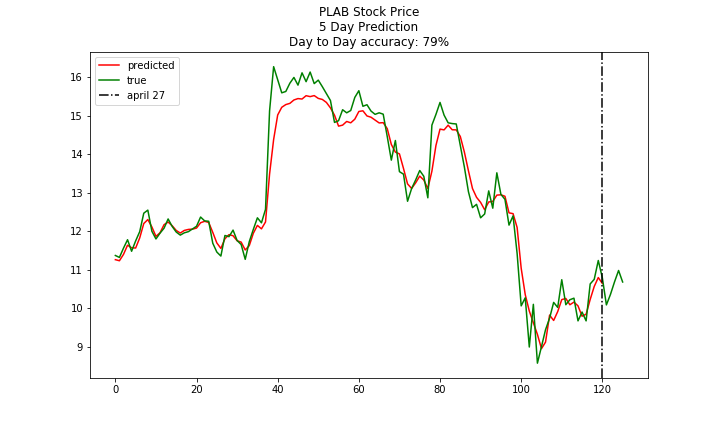 PLAB Stock Price
5 Day Prediction
Day to Day accuracy: 79%
predicted
true
april 27
16
15
14
13
12
11
10
9
0 20 40 60 80 100 120